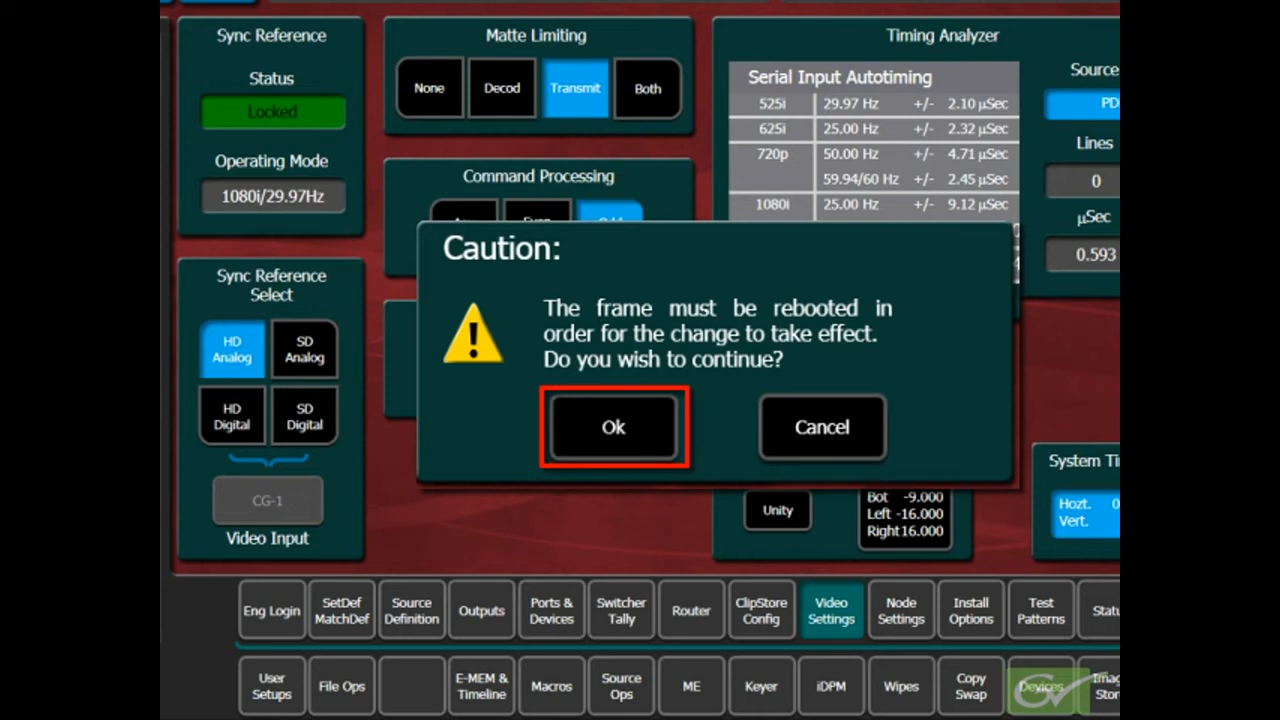 Sync Reference
Status
Locked
Operating Mode
1080i/29.97Hz
Sync Reference
Select
HD
Analog
SD
Analog
HD
Digital
SD
Digital
CG-1
Video Input
Matte Limiting
None
Decod
Transmit
Both
Command Processing
Timing Analyzer
Serial Input Autotiming
525i 29.97 Hz +/- 2.10 µSec
625i 25.00 Hz +/- 2.32 µSec
720p 50.00 Hz +/- 4.71 µSec
59.94/60 Hz +/- 2.45 µSec
1080i 25.00 Hz +/- 9.12 µSec
Source
PD
Lines
0
µSec
0.593
Caution:
The frame must be rebooted in
order for the change to take effect.
Do you wish to continue?
Ok
Cancel
Unity
Bot -9.000
Left -16.000
Right 16.000
System Ti
Hozt. 0
Vert.
Eng Login
SetDef
MatchDef
Source
Definition
Outputs
Ports &
Devices
Switcher
Tally
Router
ClipStore
Config
Video
Settings
Node
Settings
Install
Options
Test
Patterns
Statu
User
Setups
File Ops
E-MEM &
Timeline
Macros
Source
Ops
ME
Keyer
iDPM
Wipes
Copy
Swap
Devices
Imag
Stor